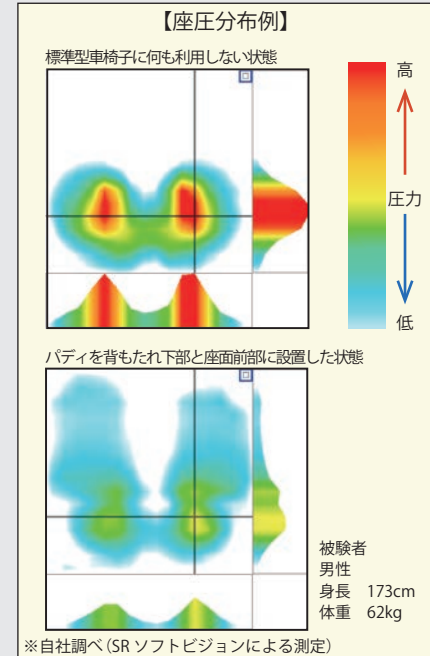 【座圧分布例】
標準型車椅子に何も利用しない状態
高
圧力
低
パディを背もたれ下部と座面前部に設置した状態
被験者
男性
身長 173cm
体重 62kg
※自社調べ（SR ソフトビジョンによる測定）